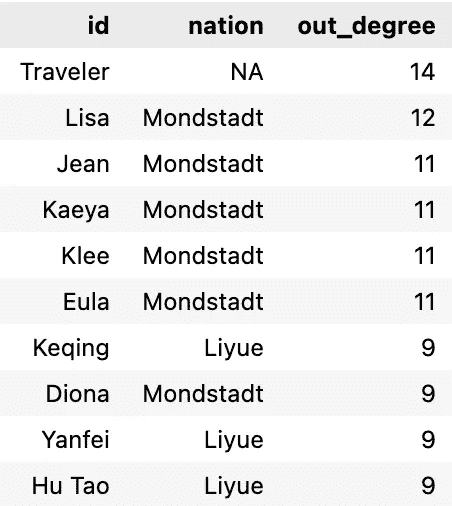 id nation out_degree
Traveler NA 14
Lisa Mondstadt 12
Jean Mondstadt 11
Kaeya Mondstadt 11
Klee Mondstadt 11
Eula Mondstadt 11
Keqing Liyue 9
Diona Mondstadt 9
Yanfei Liyue 9
Hu Tao Liyue 9